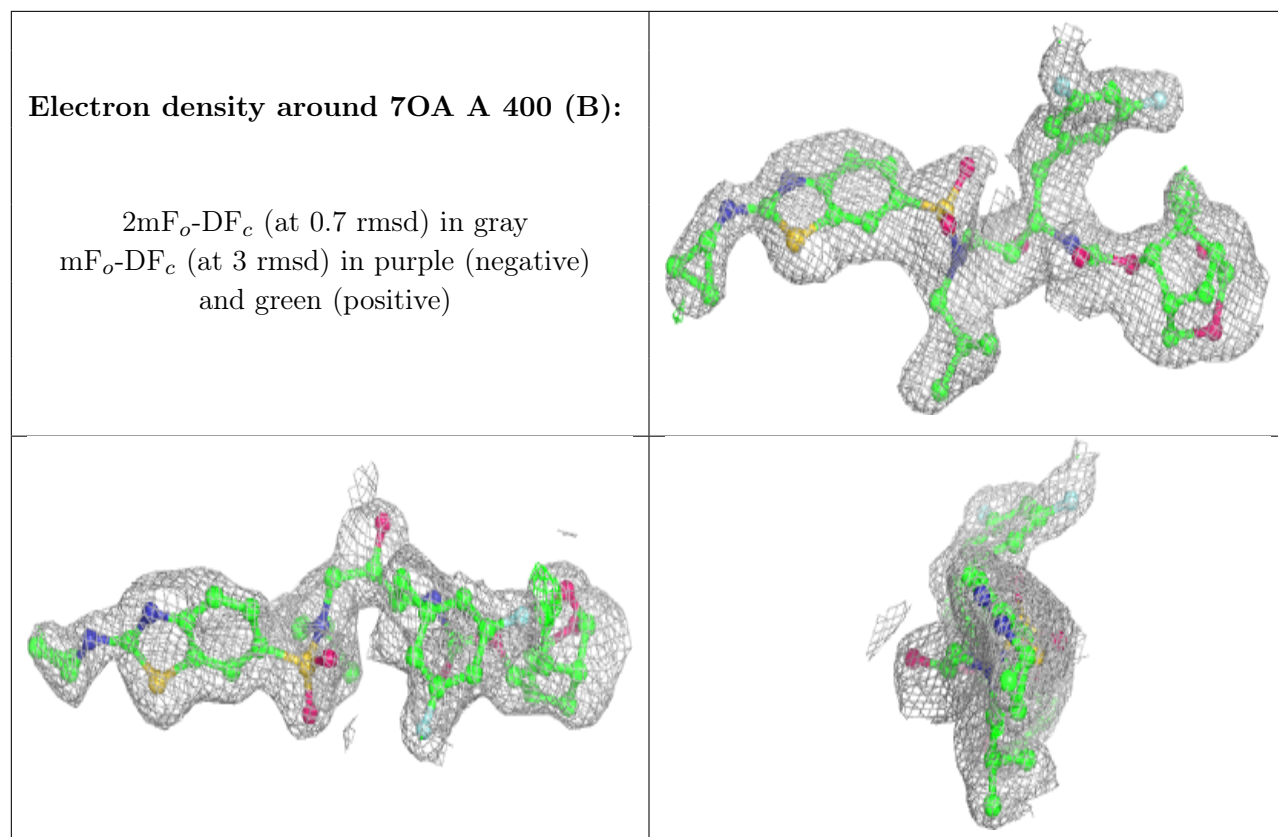 Electron density around 7OA A 400 (B):
2mFo-DFc (at 0.7 rmsd) in gray
mFo-DFc (at 3 rmsd) in purple (negative)
and green (positive)